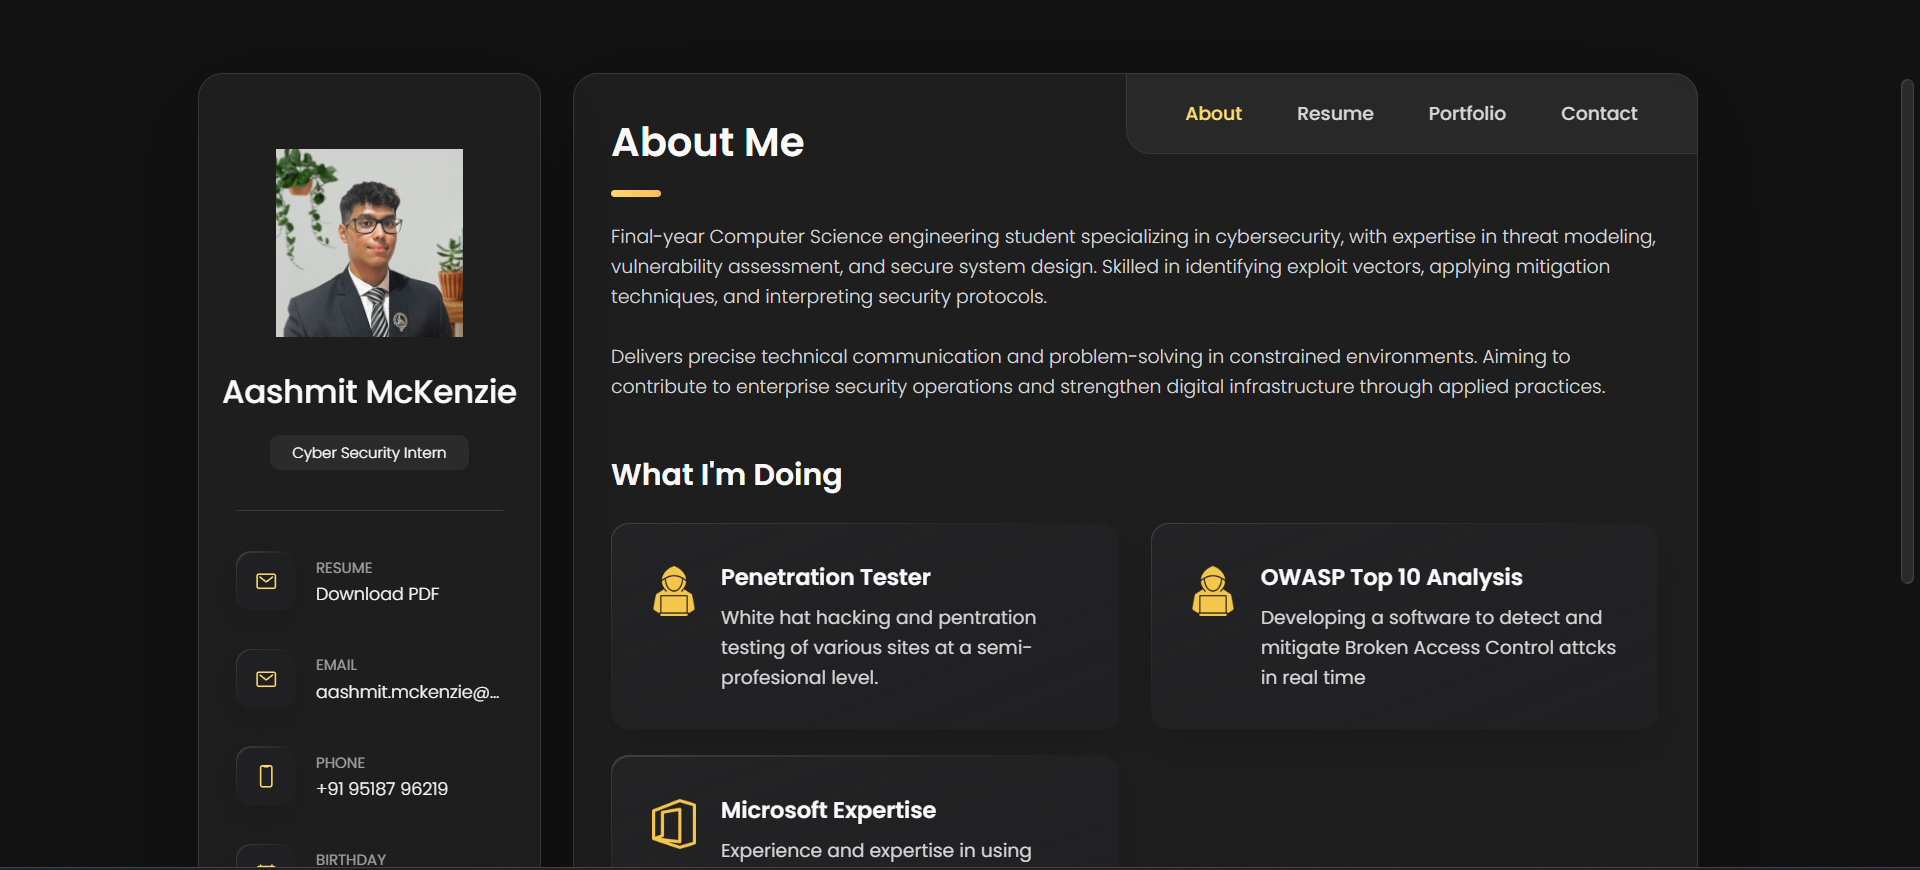 Aashmit McKenzie
Cyber Security Intern
RESUME
Download PDF
EMAIL
aashmit.mckenzie@...
PHONE
+91 95187 96219
BIRTHDAY
About
Resume
Portfolio
Contact
About Me
Final-year Computer Science engineering student specializing in cybersecurity, with expertise in threat modeling,
vulnerability assessment, and secure system design. Skilled in identifying exploit vectors, applying mitigation
techniques, and interpreting security protocols.
Delivers precise technical communication and problem-solving in constrained environments. Aiming to
contribute to enterprise security operations and strengthen digital infrastructure through applied practices.
What I'm Doing
Penetration Tester
White hat hacking and pentration
testing of various sites at a semi-
profesional level.
OWASP Top 10 Analysis
Developing a software to detect and
mitigate Broken Access Control attcks
in real time
Microsoft Expertise
Experience and expertise in using